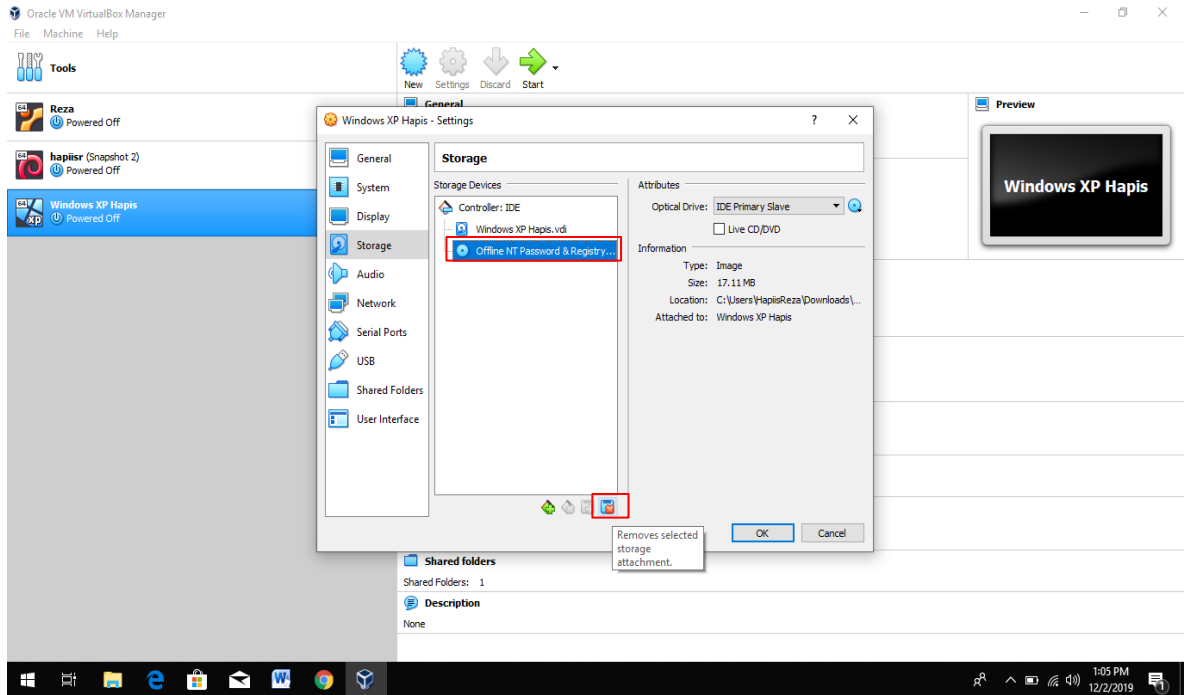 Oracle VM VirtualBox Manager
File Machine Help
Tools
New Settings Discard Start
64
Reza
Powered Off
64
hapiisr (Snapshot 2)
Powered Off
64
XP
Windows XP Hapis
Powered Off
General
Preview
Windows XP Hapis
Windows XP Hapis - Settings
?
General
System
Display
Storage
Audio
Network
Serial Ports
USB
Shared Folders
User Interface
Storage
Storage Devices
Controller: IDE
Windows XP Hapis.vdi
Offline NT Password & Registry...
Attributes
Optical Drive: IDE Primary Slave
Live CD/DVD
Information
Type: Image
Size: 17.11 MB
Location: C:\Users\HapiisReza\Downloads\...
Attached to: Windows XP Hapis
OK Cancel
Removes selected
storage
attachment.
Shared folders
Shared Folders: 1
Description
None
1:05 PM
12/2/2019
1